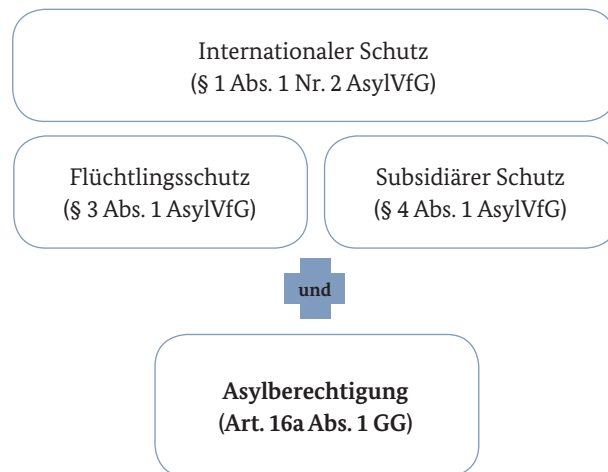 Internationaler Schutz
(§ 1 Abs. 1 Nr. 2 AsylVfG)
Flüchtlingsschutz
(§ 3 Abs. 1 AsylVfG)
Subsidiärer Schutz
(§ 4 Abs. 1 AsylVfG)
und
Asylberechtigung
(Art. 16a Abs. 1 GG)